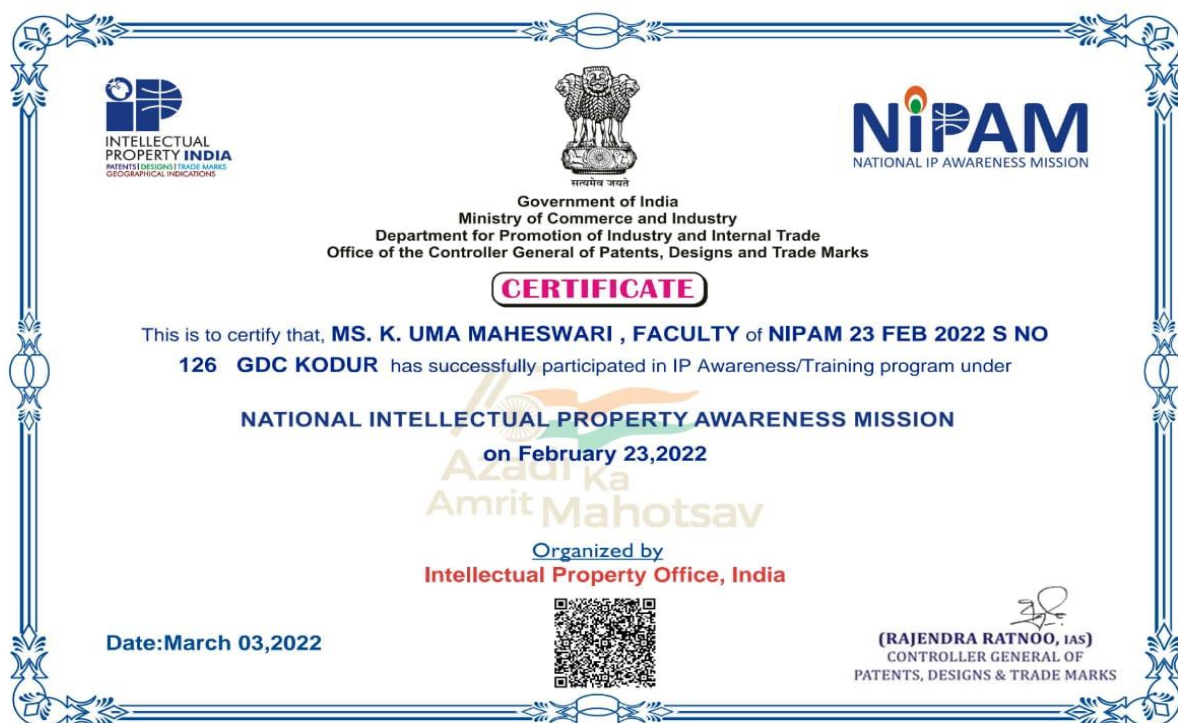 iP
INTELLECTUAL
PROPERTY INDIA
PATENTS | DESIGNS | TRADE MARKS
GEOGRAPHICAL INDICATIONS
सत्यमेव जयते
NiPAM
NATIONAL IP AWARENESS MISSION
Government of India
Ministry of Commerce and Industry
Department for Promotion of Industry and Internal Trade
Office of the Controller General of Patents, Designs and Trade Marks
CERTIFICATE
This is to certify that, MS. K. UMA MAHESWARI , FACULTY of NIPAM 23 FEB 2022 S NO
126 GDC KODUR has successfully participated in IP Awareness/Training program under
NATIONAL INTELLECTUAL PROPERTY AWARENESS MISSION
on February 23,2022
Azadi Ka
Amrit Mahotsav
Organized by
Intellectual Property Office, India
Date:March 03,2022
(RAJENDRA RATNOO, IAS)
CONTROLLER GENERAL OF
PATENTS, DESIGNS & TRADE MARKS